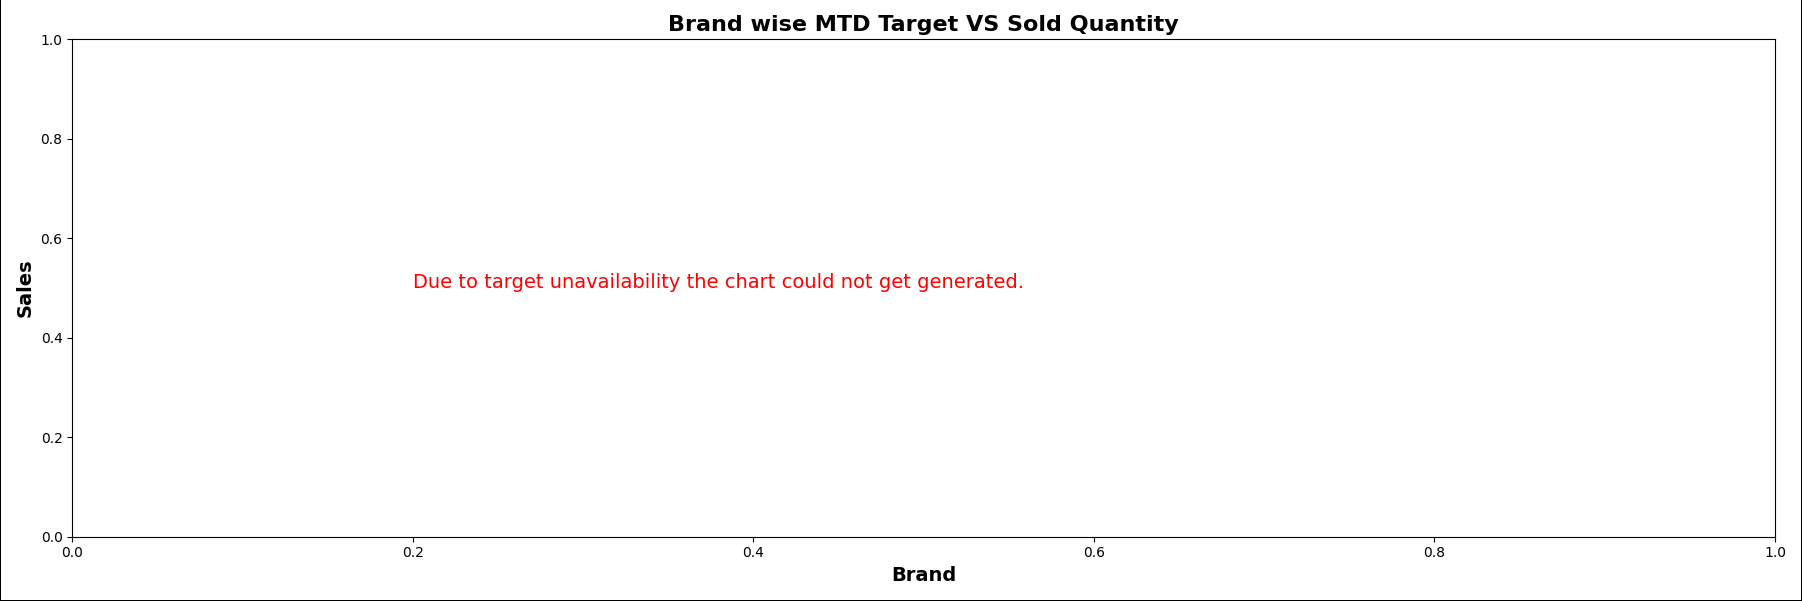 Brand wise MTD Target VS Sold Quantity
1.0
0.8
0.6
0.4
0.2
0.0
Sales
Due to target unavailability the chart could not get generated.
0.0 0.2 0.4 0.6 0.8 1.0
Brand